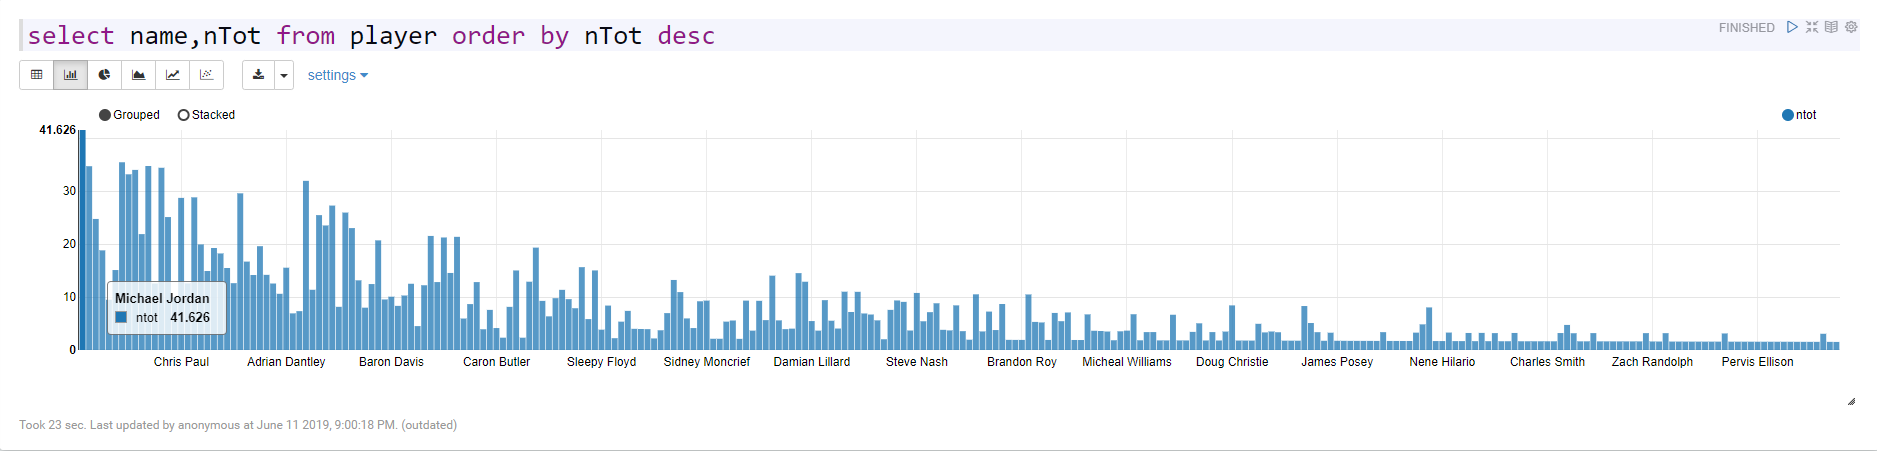 select name,nTot from player order by nTot desc
FINISHED
settings
Grouped Stacked
ntot
41.626
30
20
10
0
Michael Jordan
ntot 41.626
Chris Paul Adrian Dantley Baron Davis Caron Butler Sleepy Floyd Sidney Moncrief Damian Lillard Steve Nash Brandon Roy Micheal Williams Doug Christie James Posey Nene Hilario Charles Smith Zach Randolph Pervis Ellison
Took 23 sec. Last updated by anonymous at June 11 2019, 9:00:18 PM. (outdated)